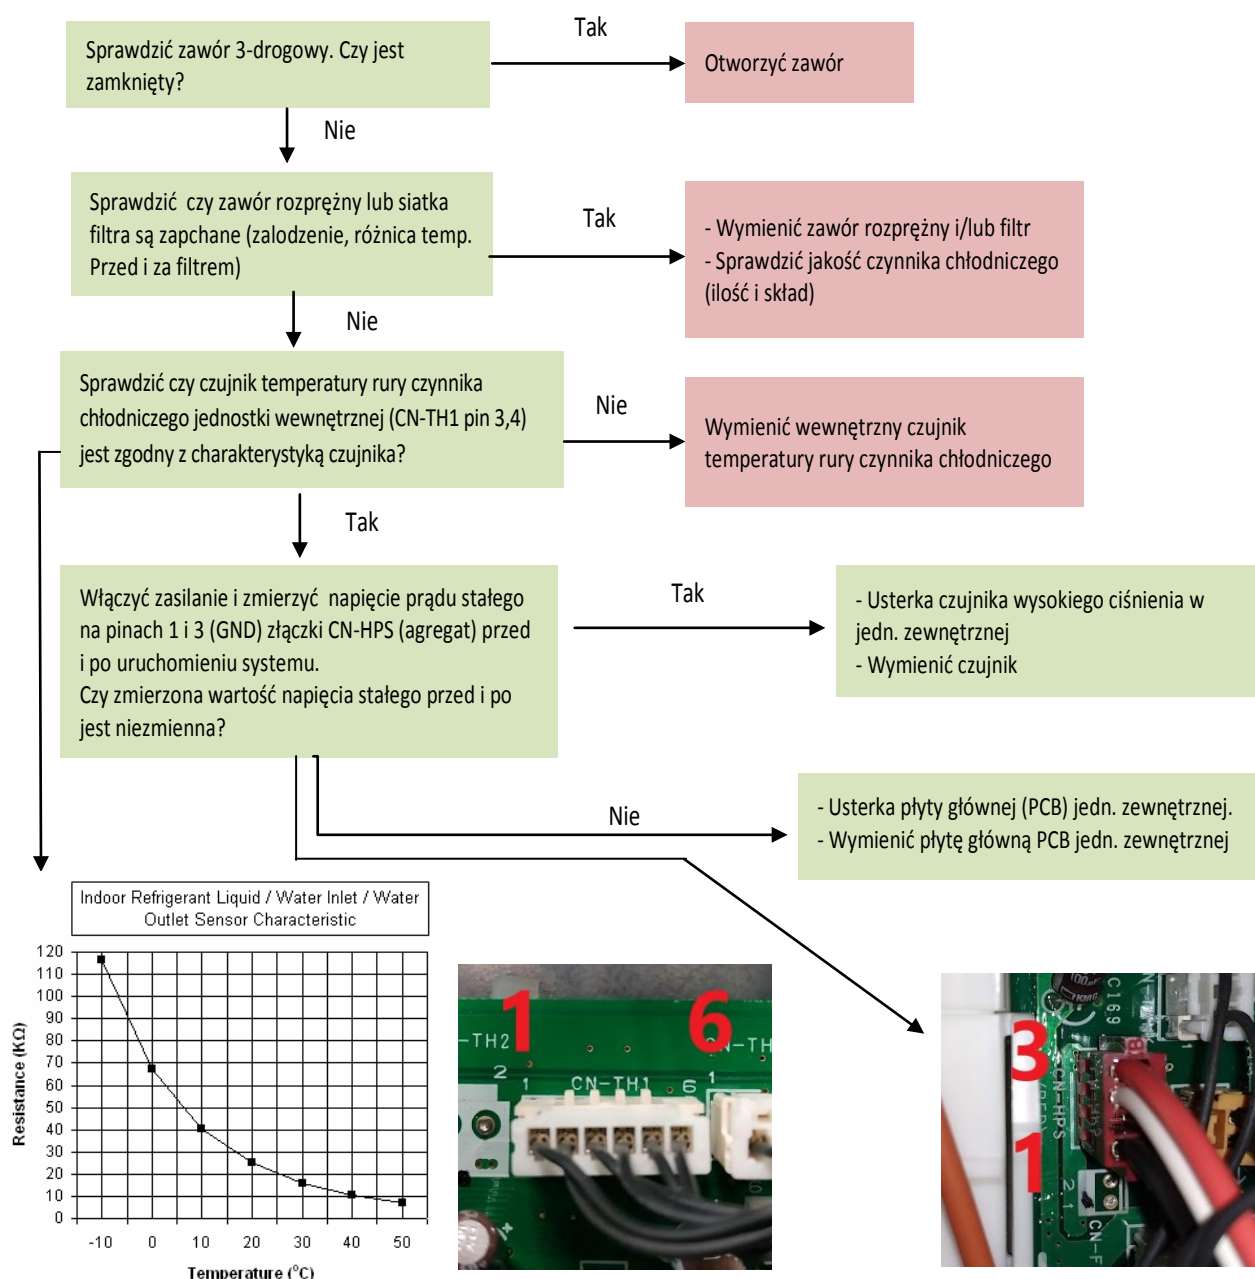 Sprawdzić zawór 3-drogowy. Czy jest
zamknięty?
Tak
Otworzyć zawór
Nie
Sprawdzić czy zawór rozprężny lub siatka
filtra są zapchane (zalodzenie, różnica temp.
Przed i za filtrem)
Tak
- Wymienić zawór rozprężny i/lub filtr
- Sprawdzić jakość czynnika chłodniczego
(ilość i skład)
Nie
Sprawdzić czy czujnik temperatury rury czynnika
chłodniczego jednostki wewnętrznej (CN-TH1 pin 3,4)
jest zgodny z charakterystyką czujnika?
Nie
Wymienić wewnętrzny czujnik
temperatury rury czynnika chłodniczego
Tak
Włączyć zasilanie i zmierzyć napięcie prądu stałego
na pinach 1 i 3 (GND) złączki CN-HPS (agregat) przed
i po uruchomieniu systemu.
Czy zmierzona wartość napięcia stałego przed i po
jest niezmienna?
Tak
- Usterka czujnika wysokiego ciśnienia w
jedn. zewnętrznej
- Wymienić czujnik
Nie
- Usterka płyty głównej (PCB) jedn. zewnętrznej.
- Wymienić płytę główną PCB jedn. zewnętrznej
Indoor Refrigerant Liquid / Water Inlet / Water
Outlet Sensor Characteristic
Resistance (KΩ)
120
110
100
90
80
70
60
50
40
30
20
10
0
-10 0 10 20 30 40 50
Temperature (°C)
1 6
-TH2
CN-TH
2 1 CN-TH1 6 1
C169
3
CN-HPS
1
2 1
CN-F